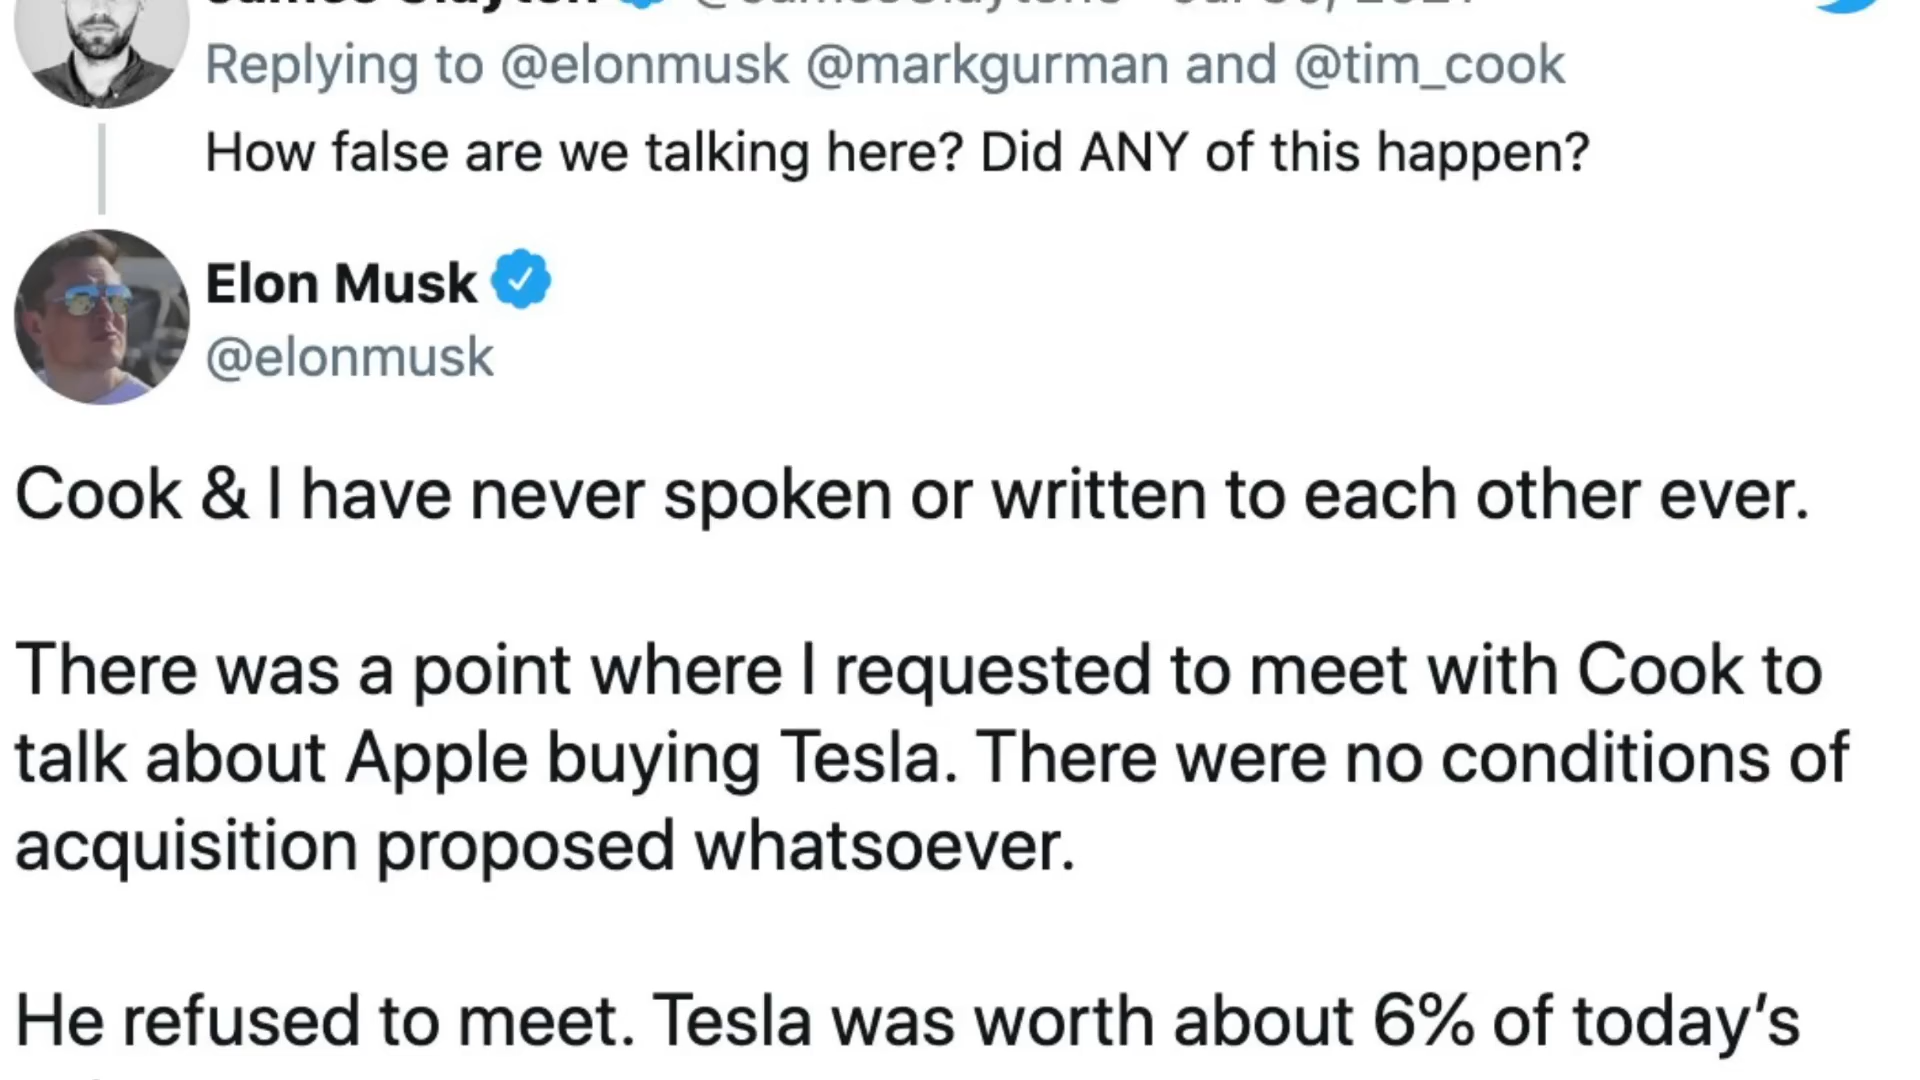 Replying to @elonmusk @markgurman and @tim_cook
How false are we talking here? Did ANY of this happen?
Elon Musk
@elonmusk
Cook & I have never spoken or written to each other ever.
There was a point where I requested to meet with Cook to
talk about Apple buying Tesla. There were no conditions of
acquisition proposed whatsoever.
He refused to meet. Tesla was worth about 6% of today’s